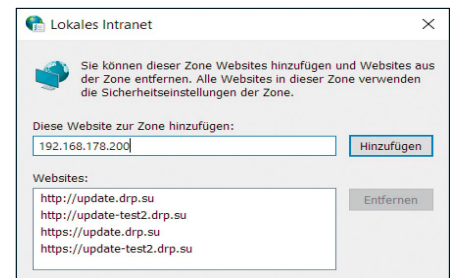 Lokales Intranet
Sie können dieser Zone Websites hinzufügen und Websites aus
der Zone entfernen. Alle Websites in dieser Zone verwenden
die Sicherheitseinstellungen der Zone.
Diese Website zur Zone hinzufügen:
192.168.178.200
Hinzufügen
Websites:
http://update.drp.su
http://update-test2.drp.su
https://update.drp.su
https://update-test2.drp.su
Entfernen